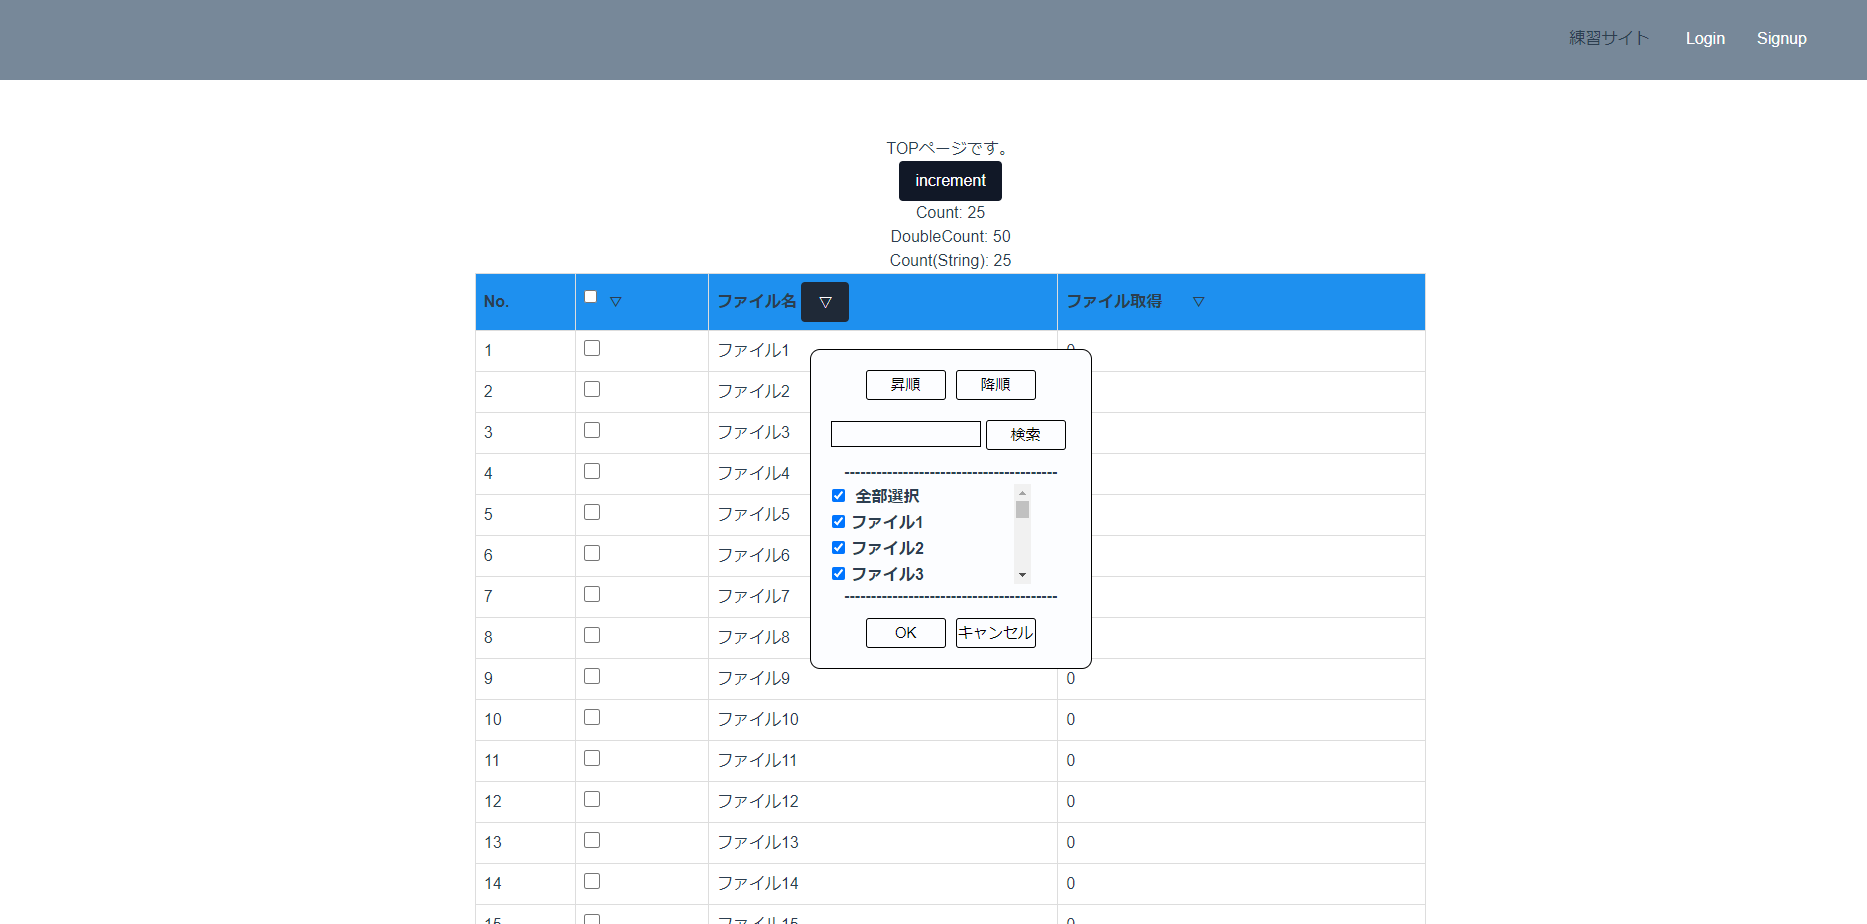 練習サイト Login Signup
TOPページです。
increment
Count: 25
DoubleCount: 50
Count(String): 25
No. ▽ ファイル名 ▽ ファイル取得 ▽
1 ファイル1
2 ファイル2
3 ファイル3
4 ファイル4
5 ファイル5
6 ファイル6
7 ファイル7
8 ファイル8
9 ファイル9 0
10 ファイル10 0
11 ファイル11 0
12 ファイル12 0
13 ファイル13 0
14 ファイル14 0
15 ファイル15 0
昇順 降順
検索
----------------------------------------
全部選択
ファイル1
ファイル2
ファイル3
----------------------------------------
OK キャンセル